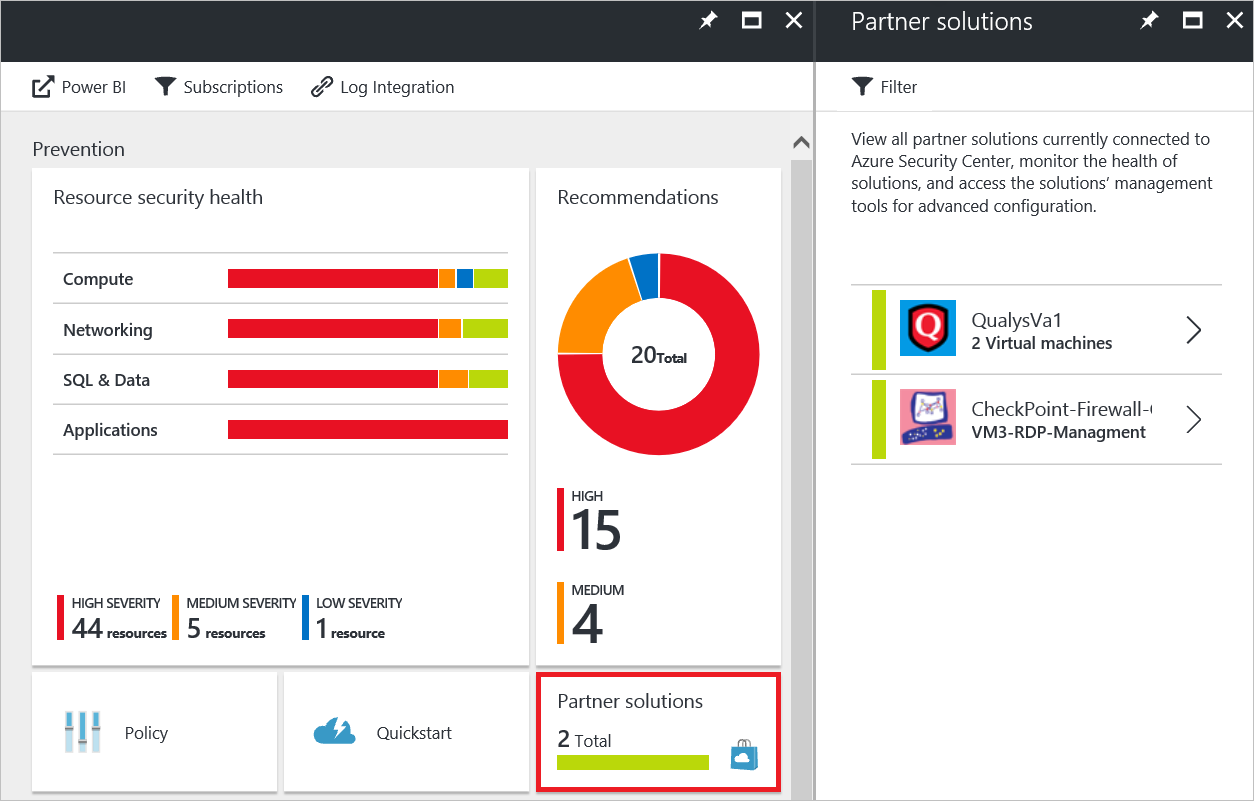 Power BI
Subscriptions
Log Integration
Prevention
Resource security health
Compute
Networking
SQL & Data
Applications
HIGH SEVERITY
44 resources
MEDIUM SEVERITY
5 resources
LOW SEVERITY
1 resource
Recommendations
20Total
HIGH
15
MEDIUM
4
Policy
Quickstart
Partner solutions
2 Total
Partner solutions
Filter
View all partner solutions currently connected to
Azure Security Center, monitor the health of
solutions, and access the solutions’ management
tools for advanced configuration.
Q
QualysVa1
2 Virtual machines
CheckPoint-Firewall-
VM3-RDP-Managment